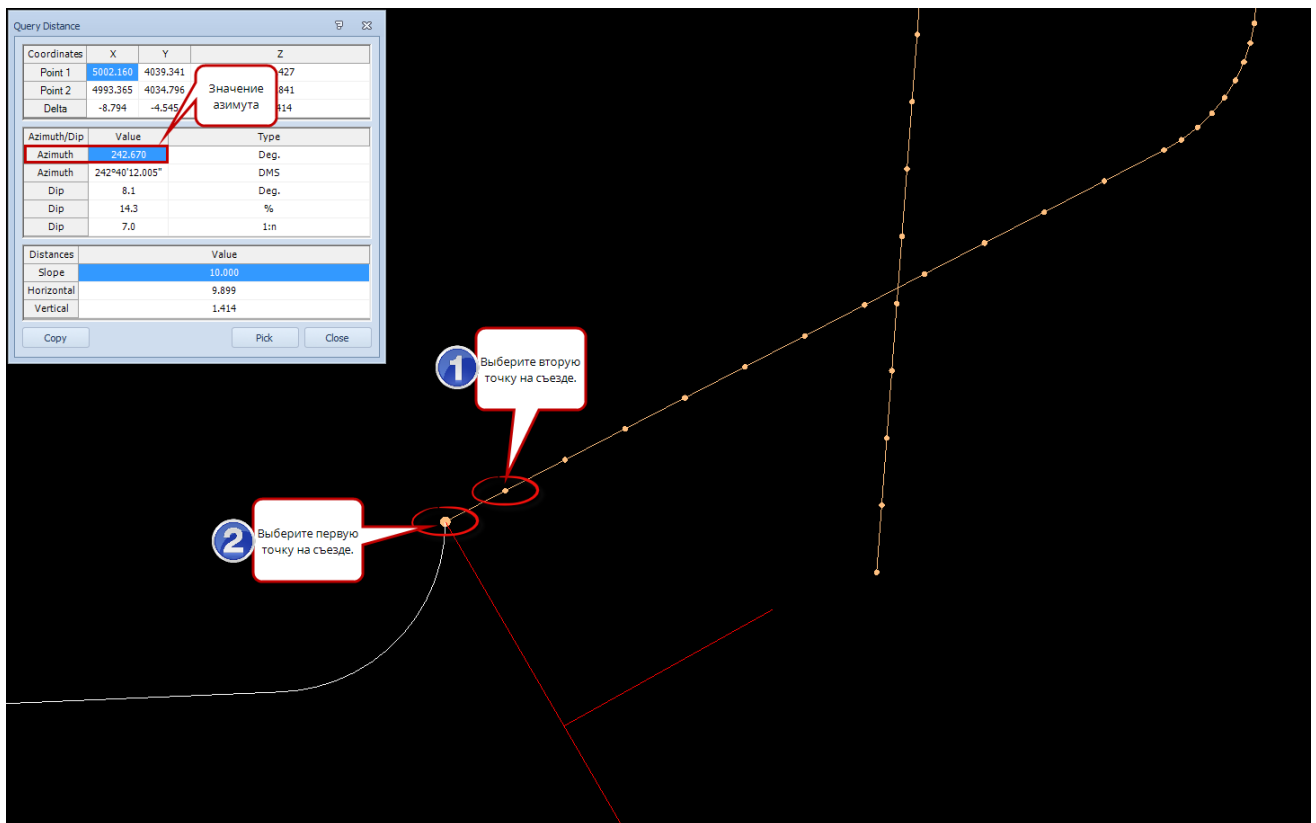 Query Distance
Coordinates X Y Z
Point 1 5002.160 4039.341 427
Point 2 4993.365 4034.796 .841
Delta -8.794 -4.545 414
Значение
азимута
Azimuth/Dip Value Type
Azimuth 242.670 Deg.
Azimuth 242°40'12.005" DMS
Dip 8.1 Deg.
Dip 14.3 %
Dip 7.0 1:n
Distances Value
Slope 10.000
Horizontal 9.899
Vertical 1.414
Copy Pick Close
1
Выберите вторую
точку на съезде.
2
Выберите первую
точку на съезде.